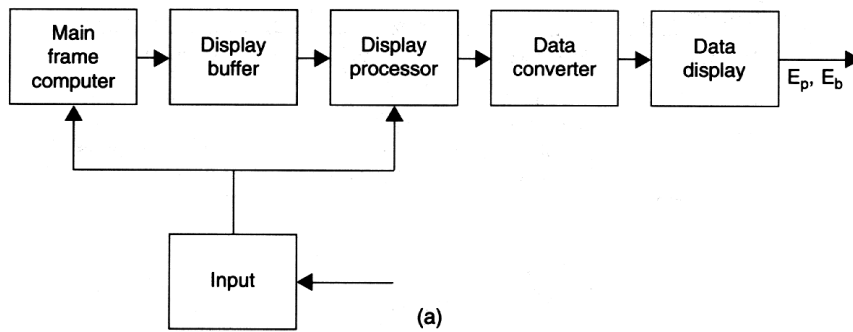 Main
frame
computer
Display
buffer
Display
processor
Data
converter
Data
display
Ep, Eb
Input
(a)